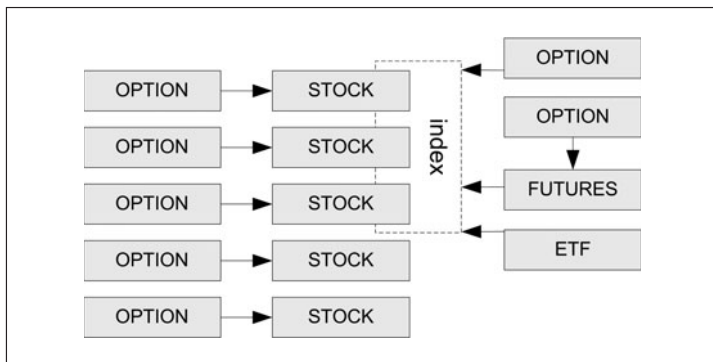 OPTION
OPTION STOCK
OPTION
OPTION STOCK
index
OPTION STOCK
FUTURES
OPTION STOCK
ETF
OPTION STOCK